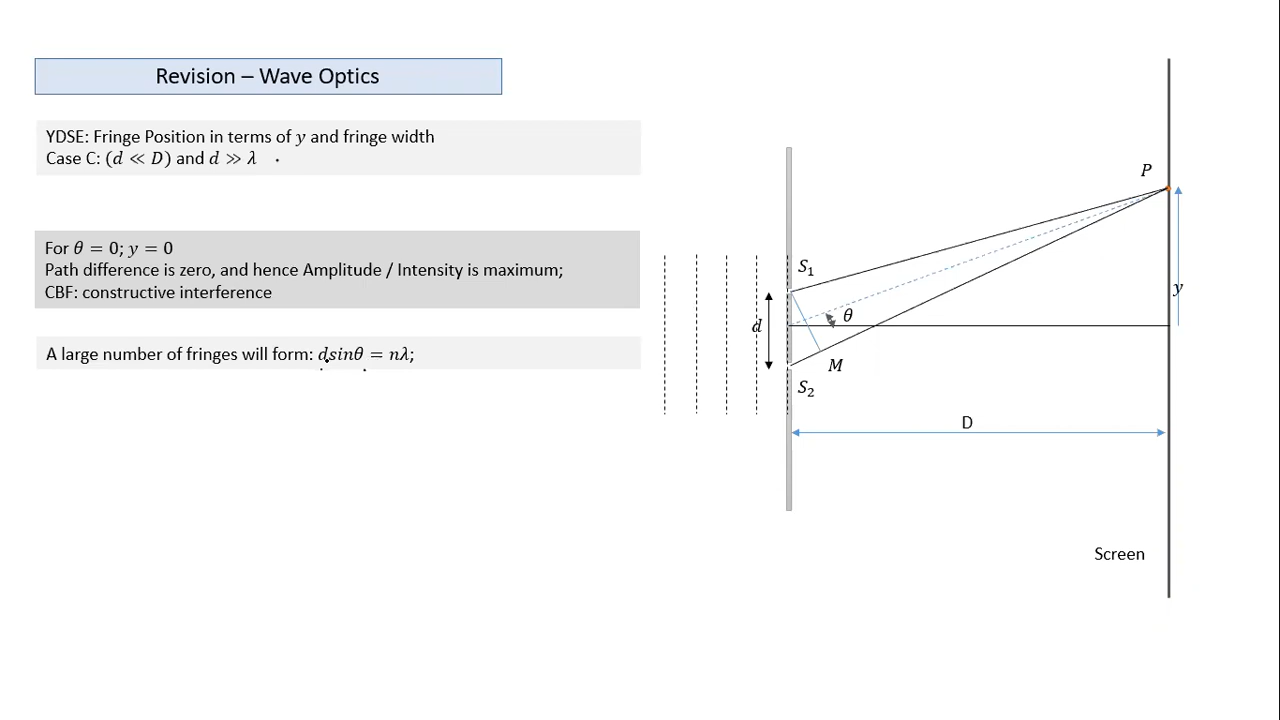 Revision – Wave Optics
YDSE: Fringe Position in terms of y and fringe width
Case C: (d ≪ D) and d ≫ λ
For θ = 0; y = 0
Path difference is zero, and hence Amplitude / Intensity is maximum;
CBF: constructive interference
A large number of fringes will form: dsinθ = nλ;
P
S₁
y
θ
d
M
S₂
D
Screen